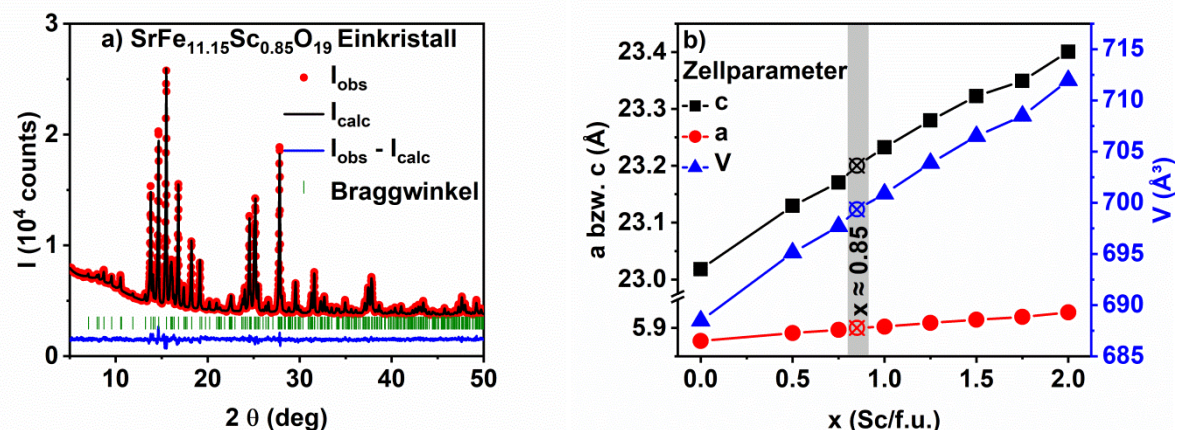 a) SrFe11.15Sc0.85O19 Einkristall
Iobs
Icalc
Iobs - Icalc
Braggwinkel
I (10⁴ counts)
3
2
1
0
10
20
30
40
50
2 θ (deg)
b)
Zellparameter
c
a
V
x ≈ 0.85
a bzw. c (Å)
23.4
23.3
23.2
23.1
23.0
5.9
V (Å³)
715
710
705
700
695
690
685
0.0
0.5
1.0
1.5
2.0
x (Sc/f.u.)